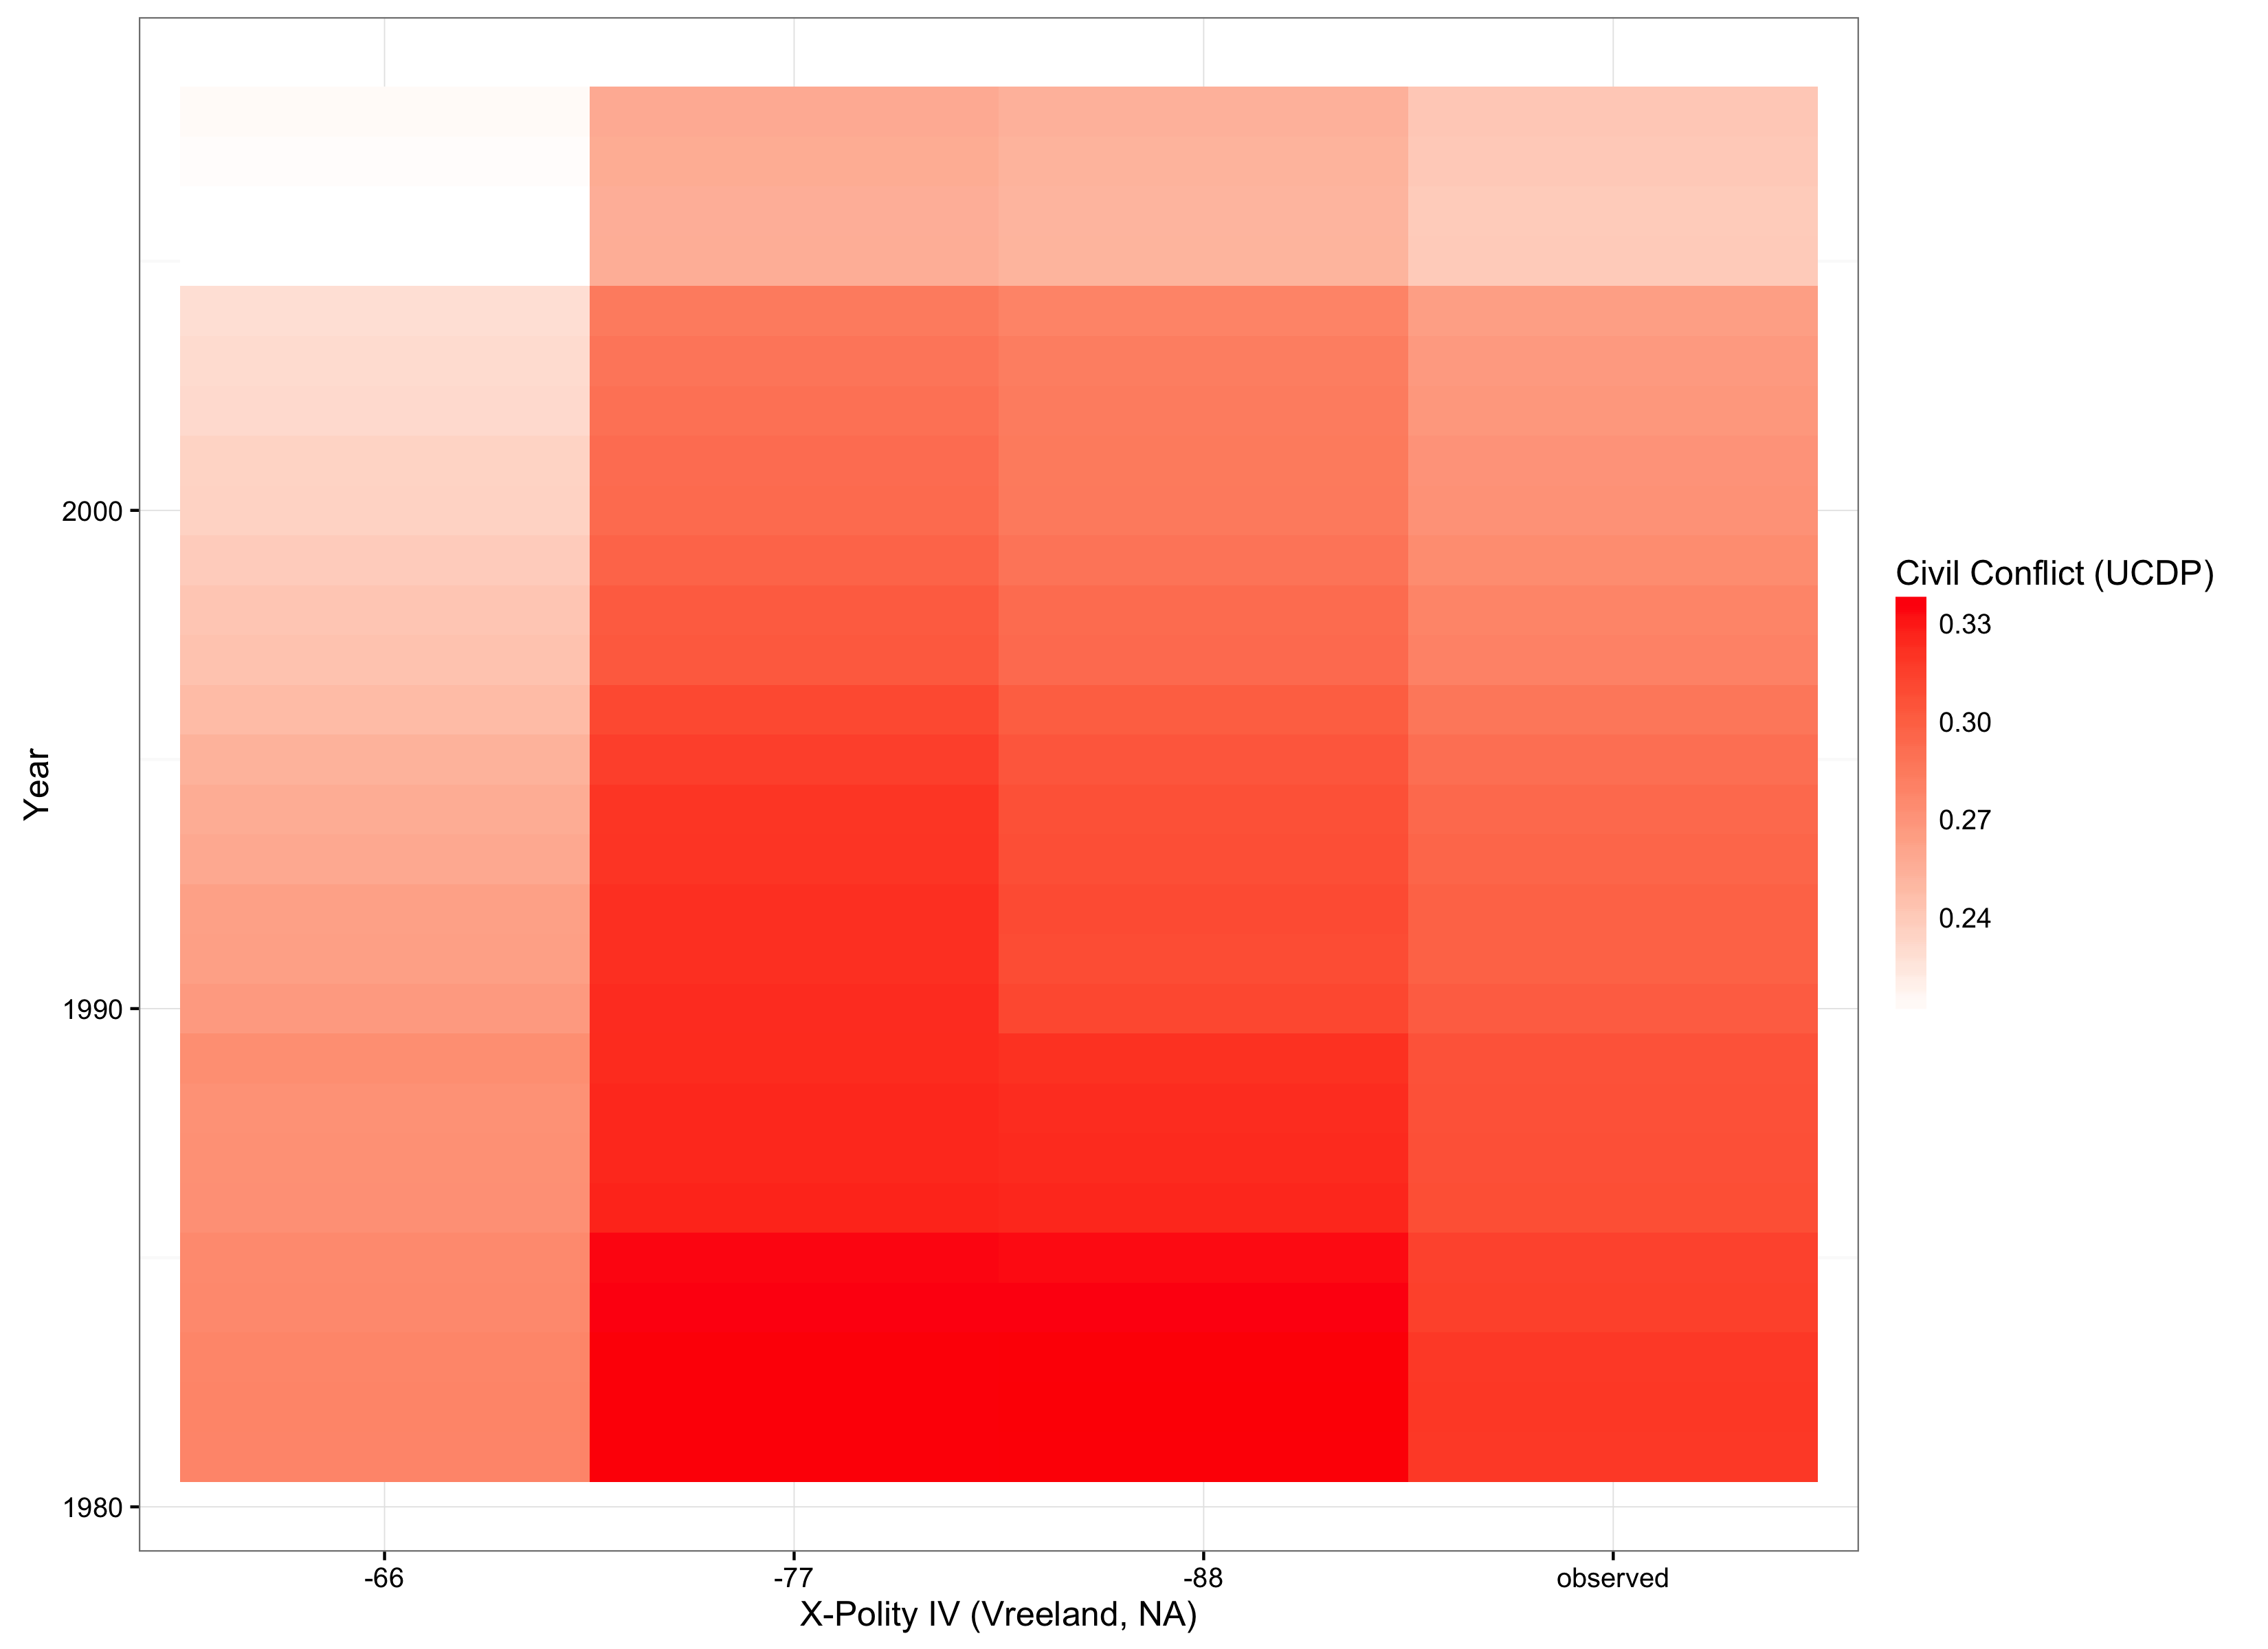 2000
1990
1980
Year
-66
-77
-88
observed
X-Polity IV (Vreeland, NA)
Civil Conflict (UCDP)
0.33
0.30
0.27
0.24